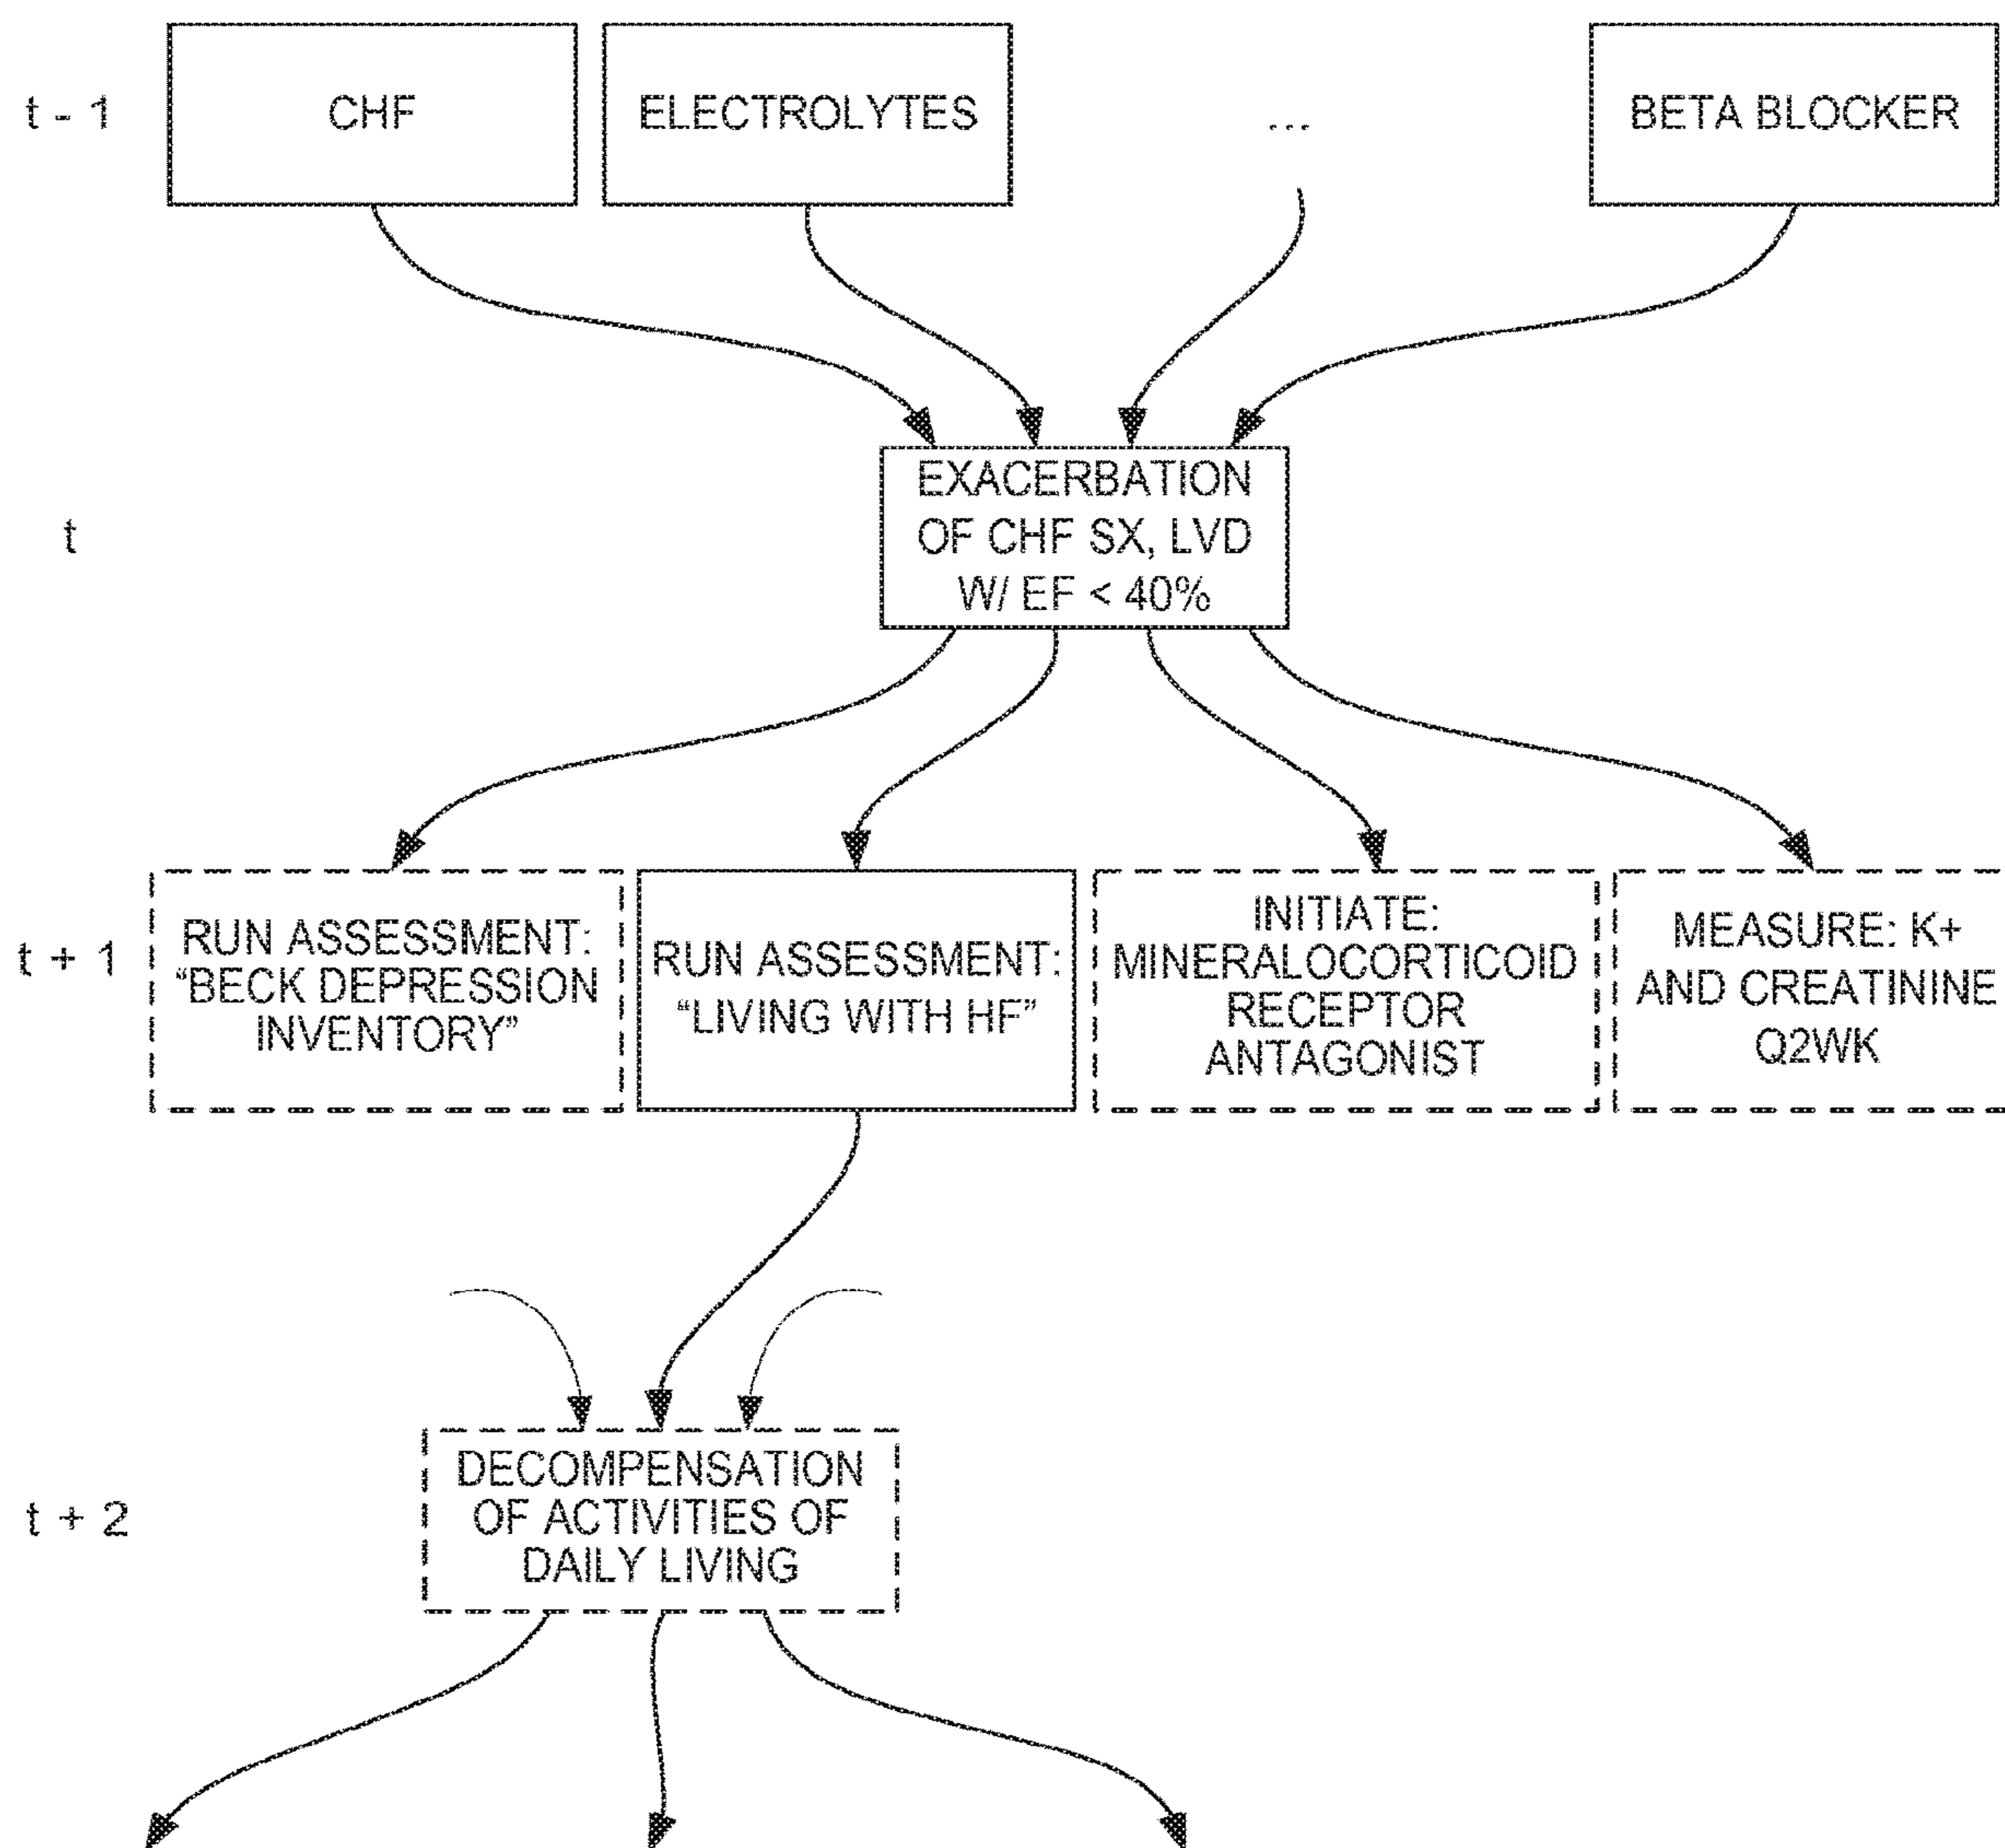 t - 1
CHF
ELECTROLYTES
...
BETA BLOCKER
t
EXACERBATION
OF CHF SX, LVD
W/ EF < 40%
t + 1
RUN ASSESSMENT:
“BECK DEPRESSION
INVENTORY”
RUN ASSESSMENT:
“LIVING WITH HF”
INITIATE:
MINERALOCORTICOID
RECEPTOR
ANTAGONIST
MEASURE: K+
AND CREATININE
Q2WK
t + 2
DECOMPENSATION
OF ACTIVITIES OF
DAILY LIVING